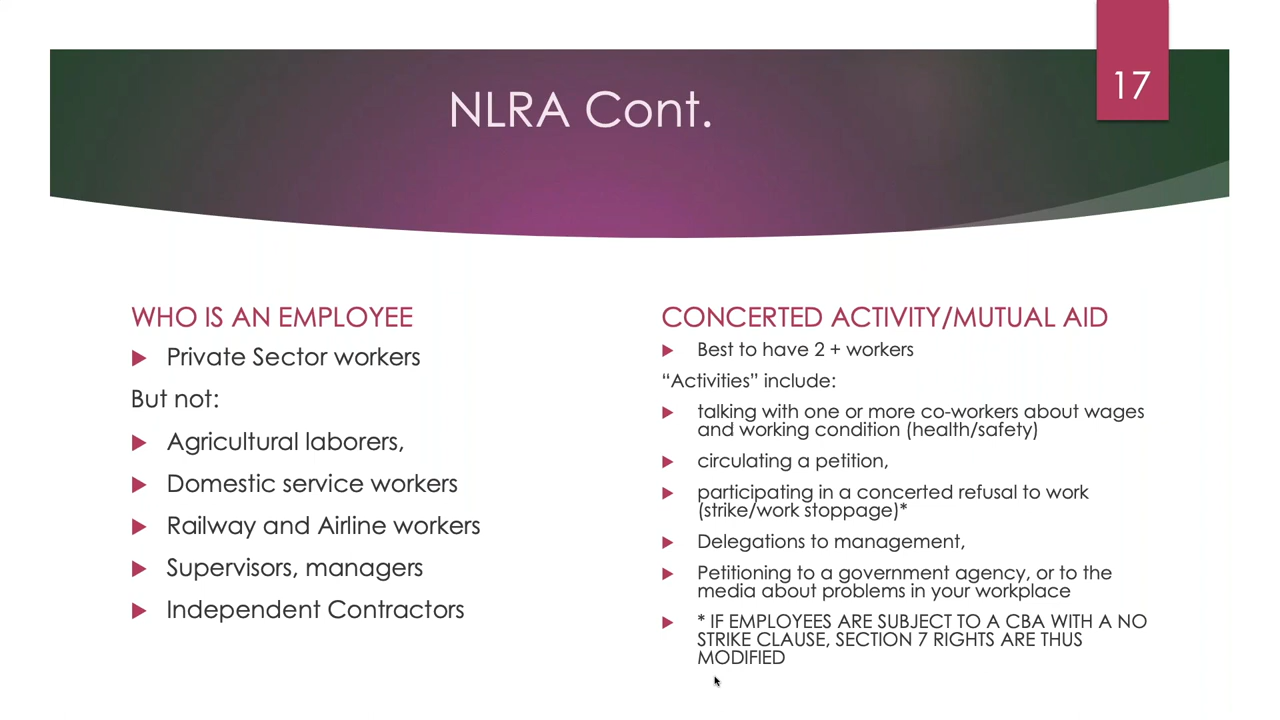 17
NLRA Cont.
WHO IS AN EMPLOYEE
Private Sector workers
But not:
Agricultural laborers,
Domestic service workers
Railway and Airline workers
Supervisors, managers
Independent Contractors
CONCERTED ACTIVITY/MUTUAL AID
Best to have 2 + workers
“Activities” include:
talking with one or more co-workers about wages
and working condition (health/safety)
circulating a petition,
participating in a concerted refusal to work
(strike/work stoppage)*
Delegations to management,
Petitioning to a government agency, or to the
media about problems in your workplace
* IF EMPLOYEES ARE SUBJECT TO A CBA WITH A NO
STRIKE CLAUSE, SECTION 7 RIGHTS ARE THUS
MODIFIED